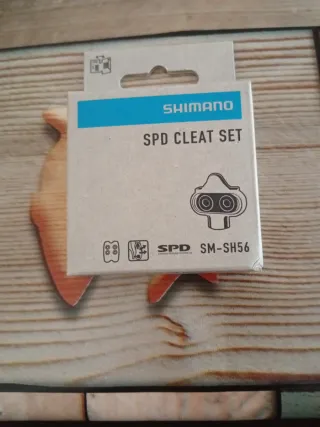 SHIMANO
SPD CLEAT SET
SPD SM-SH56